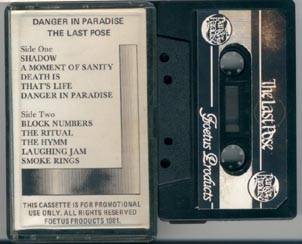 DANGER IN PARADISE
THE LAST POSE
Side One
SHADOW
A MOMENT OF SANITY
DEATH IS
THAT'S LIFE
DANGER IN PARADISE
Side Two
BLOCK NUMBERS
THE RITUAL
THE HYMM
LAUGHING JAM
SMOKE RINGS
THIS CASSETTE IS FOR PROMOTIONAL
USE ONLY. ALL RIGHTS RESERVED
FOETUS PRODUCTS 1981.
The Last Pose
Foetus Products